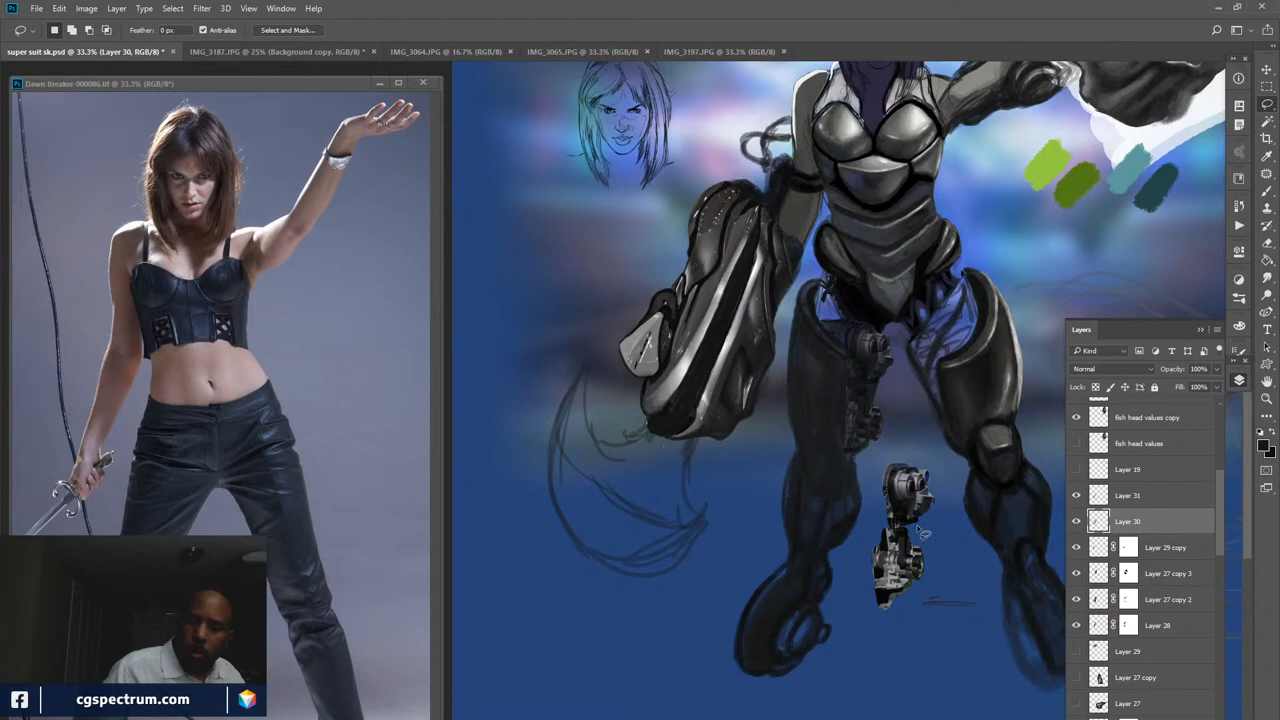 File Edit Image Layer Type Select Filter 3D View Window Help
Feather: 0 px Anti-alias Select and Mask...
super suit sk.psd @ 33.3% (Layer 30, RGB/8) * × IMG_3187.JPG @ 25% (Background copy, RGB/8) * × IMG_3064.JPG @ 16.7% (RGB/8) × IMG_3065.JPG @ 33.3% (RGB/8) × IMG_3197.JPG @ 33.3% (RGB/8) ×
Dawn Breaker-000086.tif @ 33.3% (RGB/8*)
Layers
Kind
Normal Opacity: 100%
Lock: Fill: 100%
fish head values copy
fish head values
Layer 19
Layer 31
Layer 30
Layer 29 copy
Layer 27 copy 3
Layer 27 copy 2
Layer 28
Layer 29
Layer 27 copy
Layer 27
cgspectrum.com